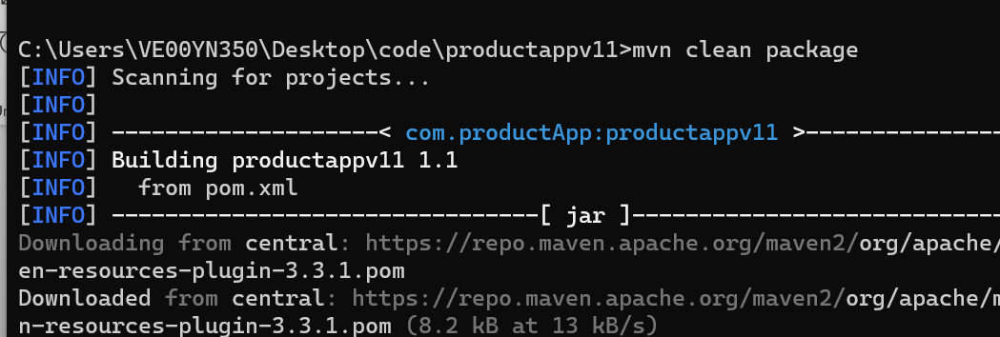 C:\Users\VE00YN350\Desktop\code\productappv11>mvn clean package
[INFO] Scanning for projects...
[INFO]
[INFO] --------------------< com.productApp:productappv11 >---------------
[INFO] Building productappv11 1.1
[INFO]   from pom.xml
[INFO] --------------------------------[ jar ]----------------------------
Downloading from central: https://repo.maven.apache.org/maven2/org/apache/
en-resources-plugin-3.3.1.pom
Downloaded from central: https://repo.maven.apache.org/maven2/org/apache/m
n-resources-plugin-3.3.1.pom (8.2 kB at 13 kB/s)